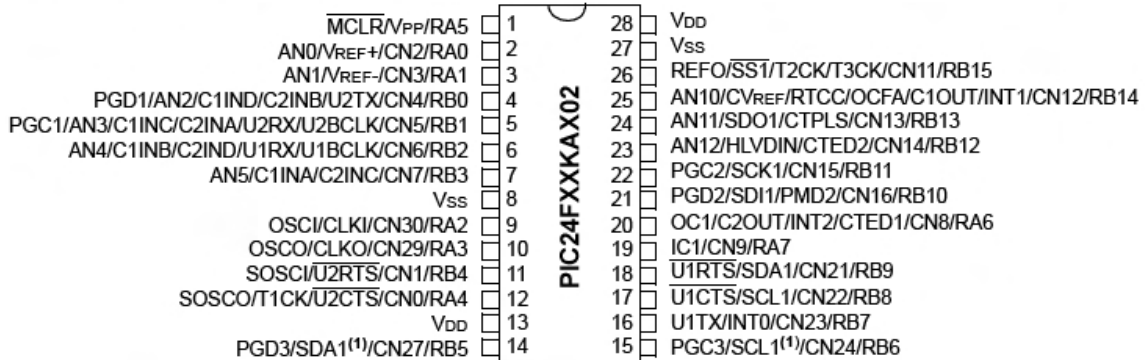 MCLR/VPP/RA5 1 28 VDD
AN0/VREF+/CN2/RA0 2 27 VSS
AN1/VREF-/CN3/RA1 3 26 REFO/SS1/T2CK/T3CK/CN11/RB15
PGD1/AN2/C1IND/C2INB/U2TX/CN4/RB0 4 25 AN10/CVREF/RTCC/OCFA/C1OUT/INT1/CN12/RB14
PGC1/AN3/C1INC/C2INA/U2RX/U2BCLK/CN5/RB1 5 24 AN11/SDO1/CTPLS/CN13/RB13
AN4/C1INB/C2IND/U1RX/U1BCLK/CN6/RB2 6 23 AN12/HLVDIN/CTED2/CN14/RB12
AN5/C1INA/C2INC/CN7/RB3 7 22 PGC2/SCK1/CN15/RB11
VSS 8 21 PGD2/SDI1/PMD2/CN16/RB10
OSCI/CLKI/CN30/RA2 9 20 OC1/C2OUT/INT2/CTED1/CN8/RA6
OSCO/CLKO/CN29/RA3 10 19 IC1/CN9/RA7
SOSCI/U2RTS/CN1/RB4 11 18 U1RTS/SDA1/CN21/RB9
SOSCO/T1CK/U2CTS/CN0/RA4 12 17 U1CTS/SCL1/CN22/RB8
VDD 13 16 U1TX/INT0/CN23/RB7
PGD3/SDA1(1)/CN27/RB5 14 15 PGC3/SCL1(1)/CN24/RB6
PIC24FXXKAX02